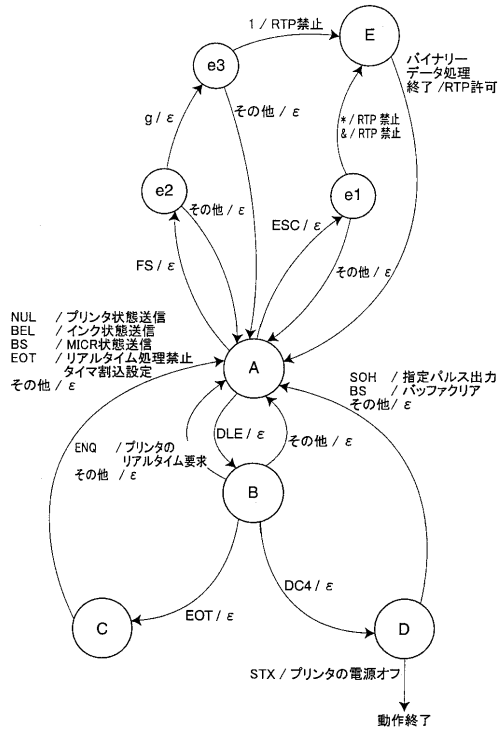 1 / RTP禁止
E
e3
バイナリー
データ処理
終了 /RTP許可
g / ε
その他 / ε
* / RTP 禁止
& / RTP 禁止
e2
e1
その他 / ε
ESC / ε
FS / ε
その他 / ε
NUL / プリンタ状態送信
BEL / インク状態送信
BS / MICR状態送信
EOT / リアルタイム処理禁止
タイマ割込設定
その他 / ε
A
SOH / 指定パルス出力
BS / バッファクリア
その他 / ε
ENQ / プリンタの
リアルタイム要求
その他 / ε
DLE / ε
その他 / ε
B
EOT / ε
DC4 / ε
C
D
STX / プリンタの電源オフ
動作終了